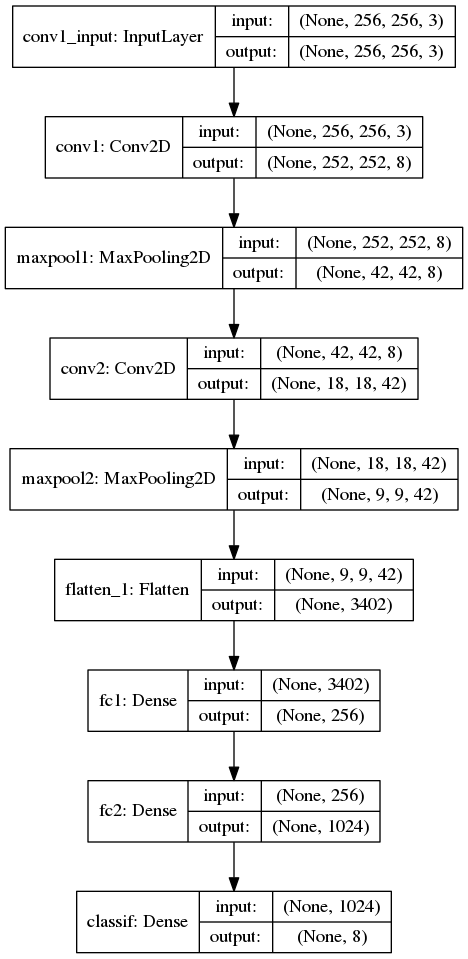 conv1_input: InputLayer
input:
(None, 256, 256, 3)
output:
(None, 256, 256, 3)
conv1: Conv2D
input:
(None, 256, 256, 3)
output:
(None, 252, 252, 8)
maxpool1: MaxPooling2D
input:
(None, 252, 252, 8)
output:
(None, 42, 42, 8)
conv2: Conv2D
input:
(None, 42, 42, 8)
output:
(None, 18, 18, 42)
maxpool2: MaxPooling2D
input:
(None, 18, 18, 42)
output:
(None, 9, 9, 42)
flatten_1: Flatten
input:
(None, 9, 9, 42)
output:
(None, 3402)
fc1: Dense
input:
(None, 3402)
output:
(None, 256)
fc2: Dense
input:
(None, 256)
output:
(None, 1024)
classif: Dense
input:
(None, 1024)
output:
(None, 8)